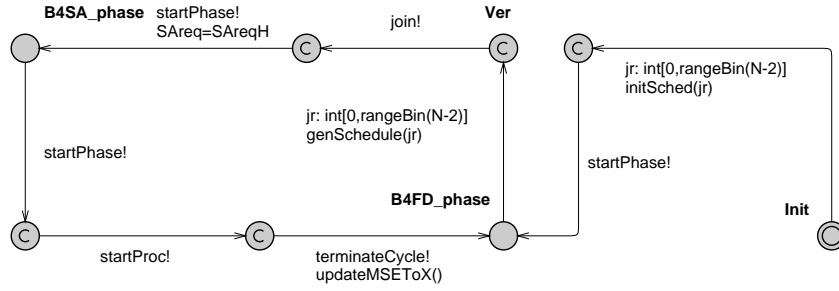 B4SA_phase
startPhase!
SAreq=SAreqH
C
join!
Ver
C
C
jr: int[0,rangeBin(N-2)]
initSched(jr)
jr: int[0,rangeBin(N-2)]
genSchedule(jr)
startPhase!
startPhase!
B4FD_phase
Init
C
startProc!
C
terminateCycle!
updateMSEToX()
C